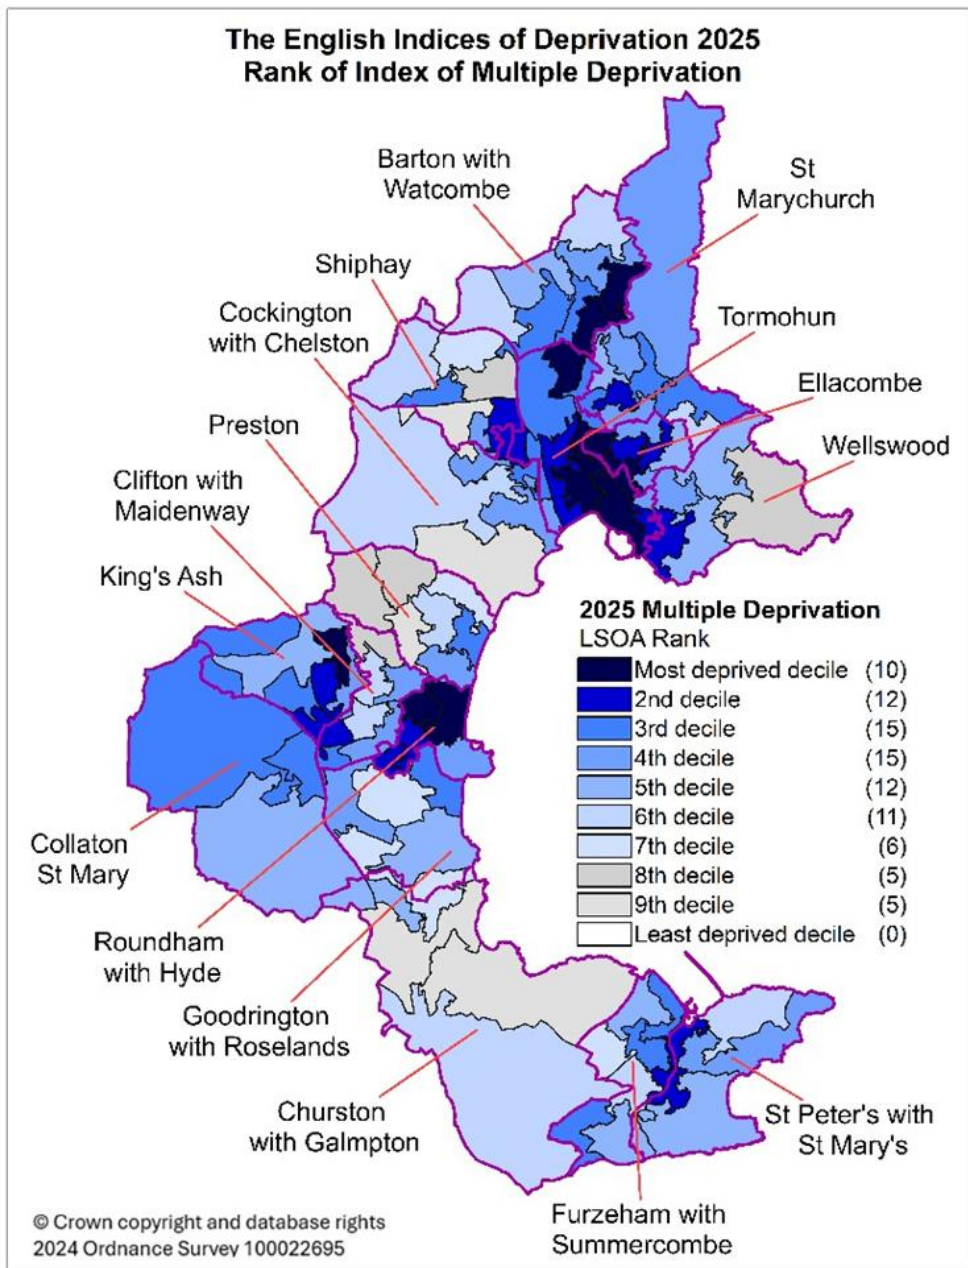 The English Indices of Deprivation 2025
Rank of Index of Multiple Deprivation
Barton with
Watcombe
St
Marychurch
Shiphay
Cockington
with Chelston
Tormohun
Ellacombe
Preston
Wellswood
Clifton with
Maidenway
King's Ash
2025 Multiple Deprivation
LSOA Rank
Most deprived decile (10)
2nd decile (12)
3rd decile (15)
4th decile (15)
5th decile (12)
6th decile (11)
7th decile (6)
8th decile (5)
9th decile (5)
Least deprived decile (0)
Collaton
St Mary
Roundham
with Hyde
Goodrington
with Roselands
Churston
with Galmpton
St Peter's with
St Mary's
Furzeham with
Summercombe
© Crown copyright and database rights
2024 Ordnance Survey 100022695